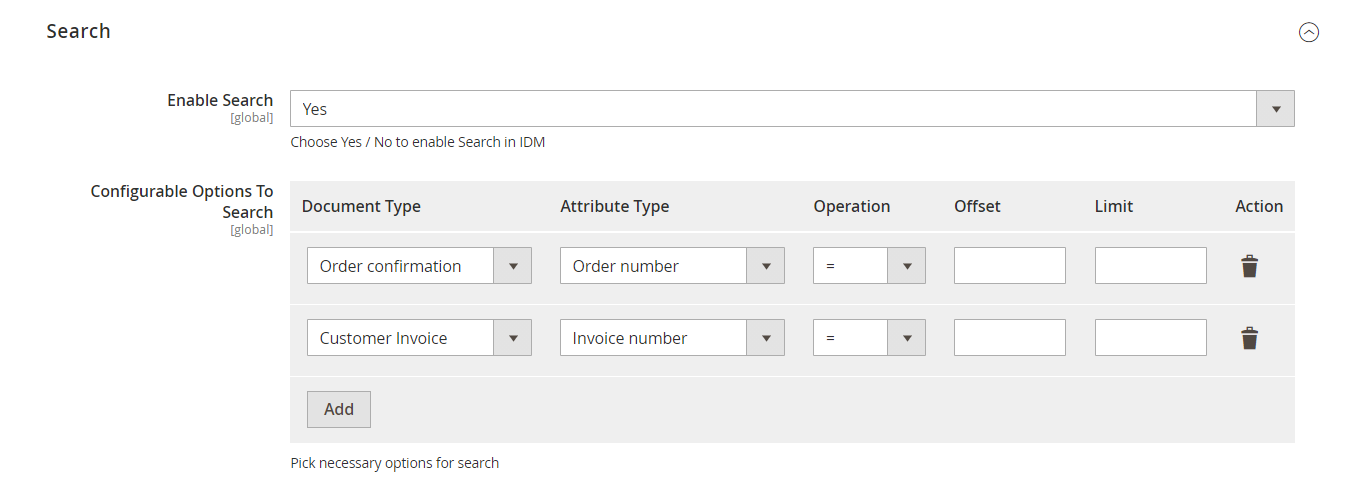 Search
Enable Search
[global]
Yes
Choose Yes / No to enable Search in IDM
Configurable Options To
Search
[global]
Document Type Attribute Type Operation Offset Limit Action
Order confirmation Order number =
Customer Invoice Invoice number =
Add
Pick necessary options for search